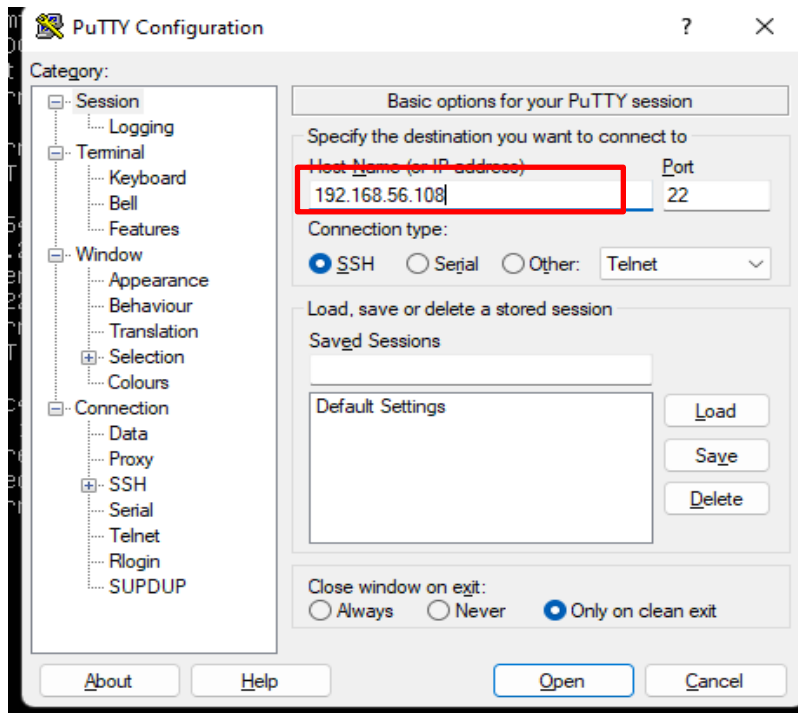 PuTTY Configuration
?
Category:
Session
Logging
Terminal
Keyboard
Bell
Features
Window
Appearance
Behaviour
Translation
Selection
Colours
Connection
Data
Proxy
SSH
Serial
Telnet
Rlogin
SUPDUP
Basic options for your PuTTY session
Specify the destination you want to connect to
Host Name (or IP address) Port
192.168.56.108 22
Connection type:
SSH Serial Other: Telnet
Load, save or delete a stored session
Saved Sessions
Default Settings
Load
Save
Delete
Close window on exit:
Always Never Only on clean exit
About Help Open Cancel